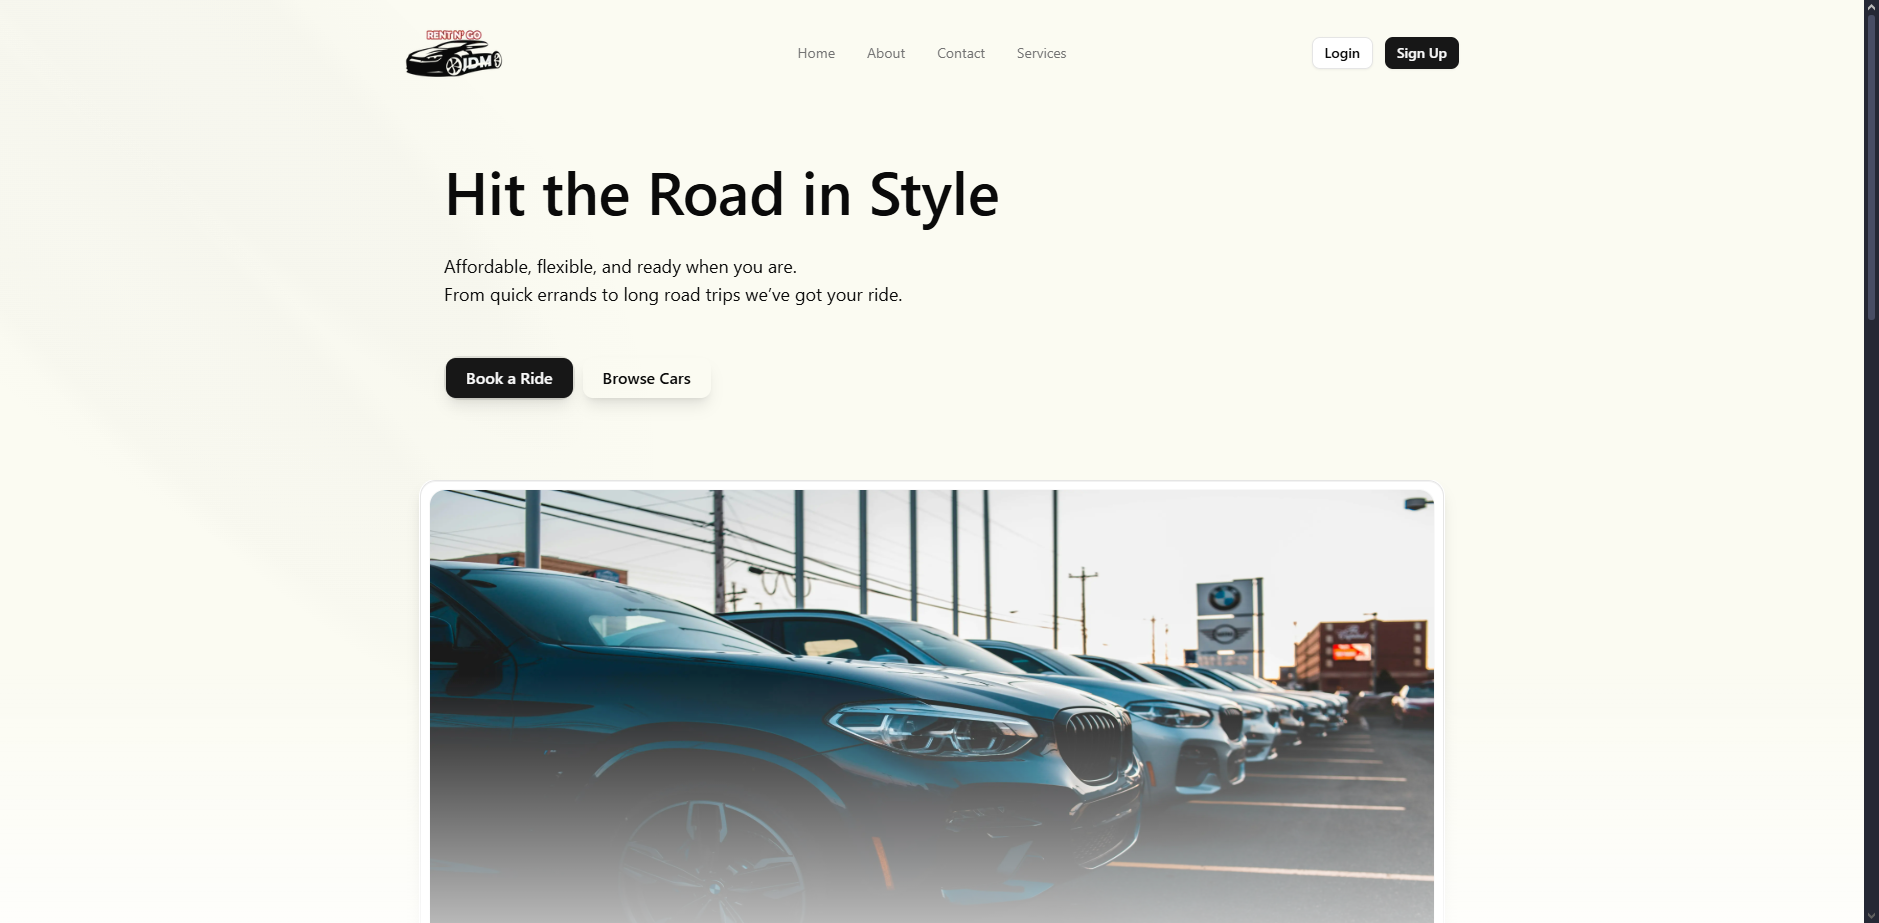 RENT N' GO
JDM
Home
About
Contact
Services
Login
Sign Up
Hit the Road in Style
Affordable, flexible, and ready when you are.
From quick errands to long road trips we’ve got your ride.
Book a Ride
Browse Cars